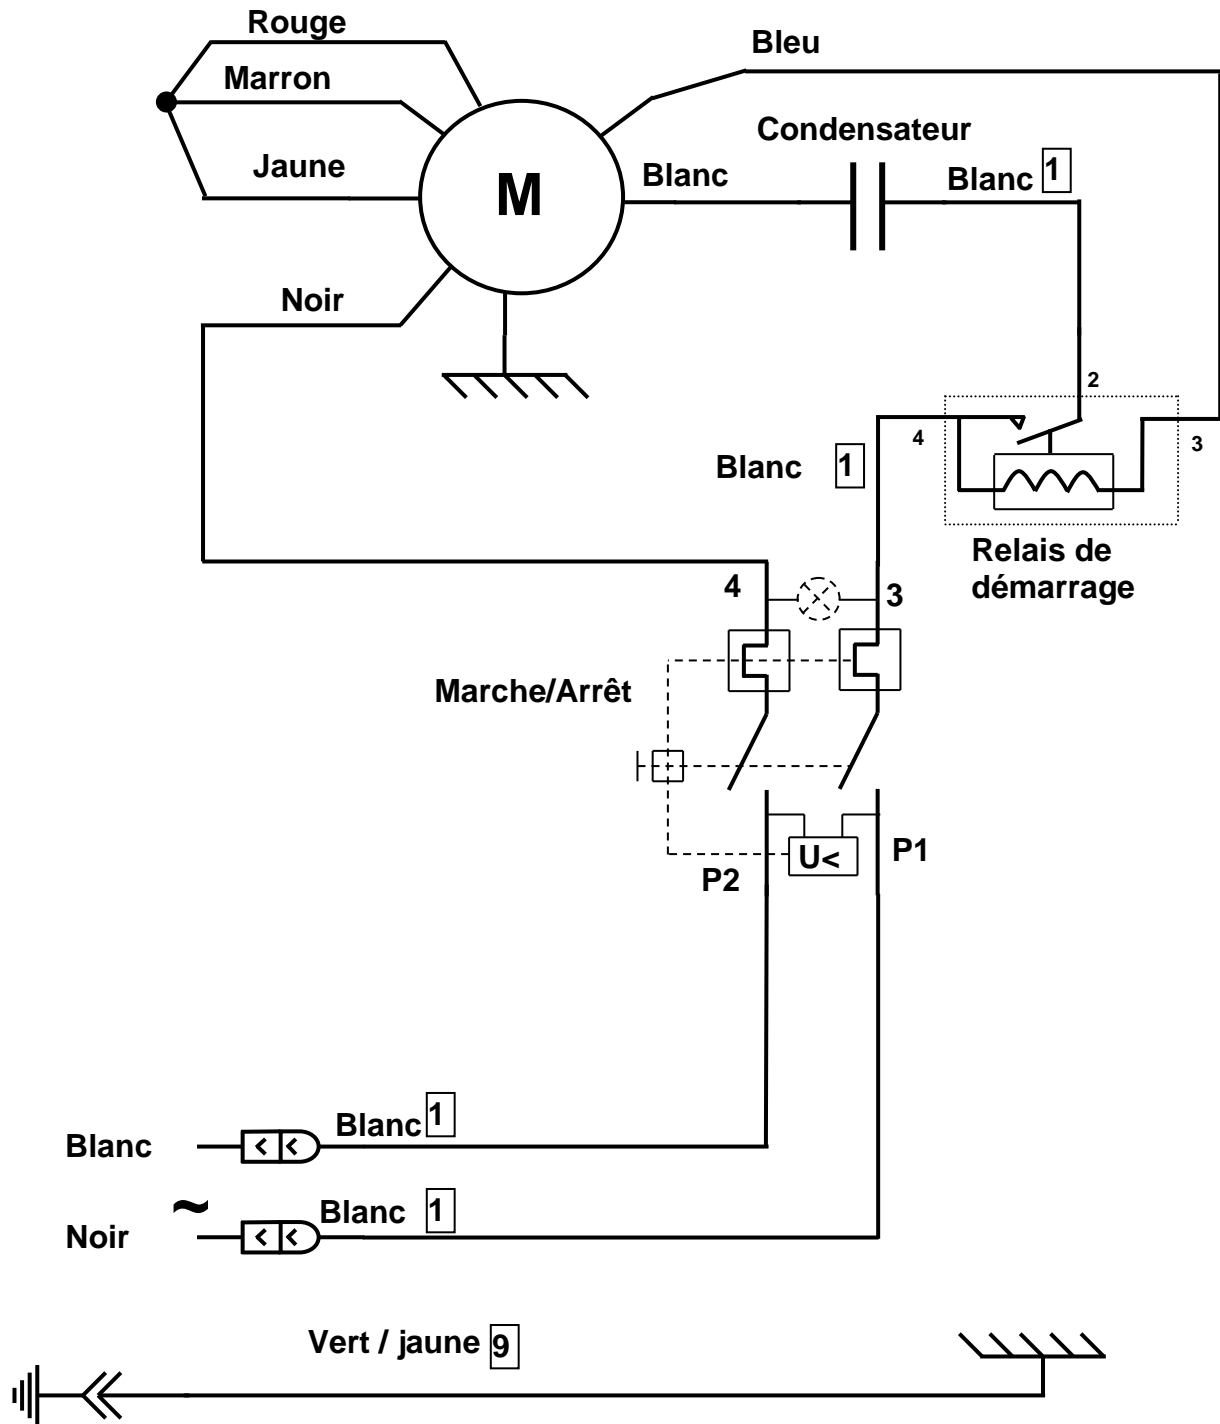 Rouge
Bleu
Marron
Condensateur
Jaune
M
Blanc
Blanc 1
Noir
2
4
3
Blanc 1
Relais de
démarrage
4
3
Marche/Arrêt
U<
P1
P2
Blanc
Blanc 1
~
Noir
Blanc 1
Vert / jaune 9